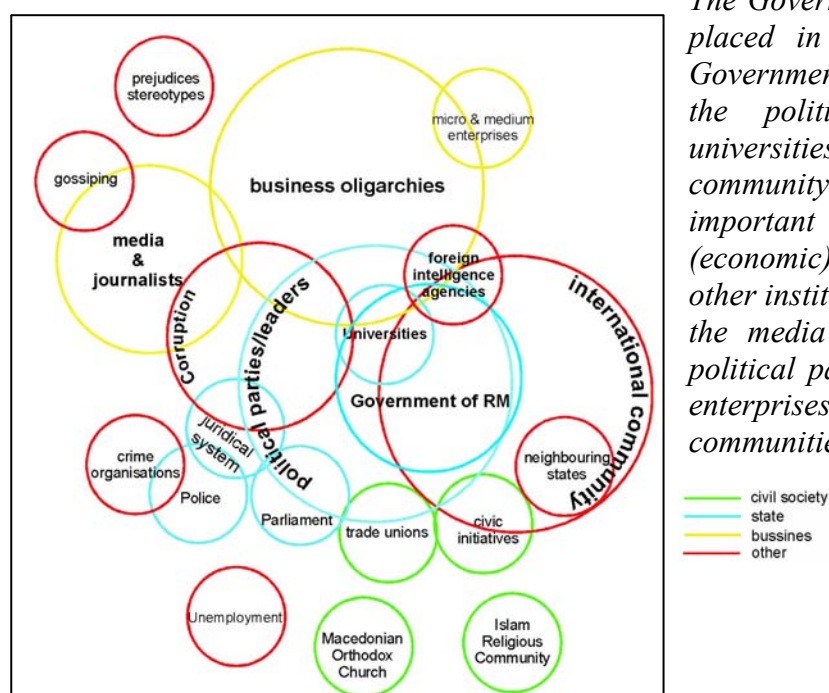 prejudices
stereotypes
micro & medium
enterprises
gossiping
business oligarchies
media
&
journalists
foreign
intelligence
agencies
international community
Corruption
political parties/leaders
Universities
Government of RM
juridical
system
crime
organisations
neighbouring
states
Police
Parliament
trade unions
civic
initiatives
Unemployment
Macedonian
Orthodox
Church
Islam
Religious
Community
The Govern
placed in
Government
the politi
universities
community
important
(economic)
other instit
the media
political pa
enterprises
communitie
civil society
state
bussines
other